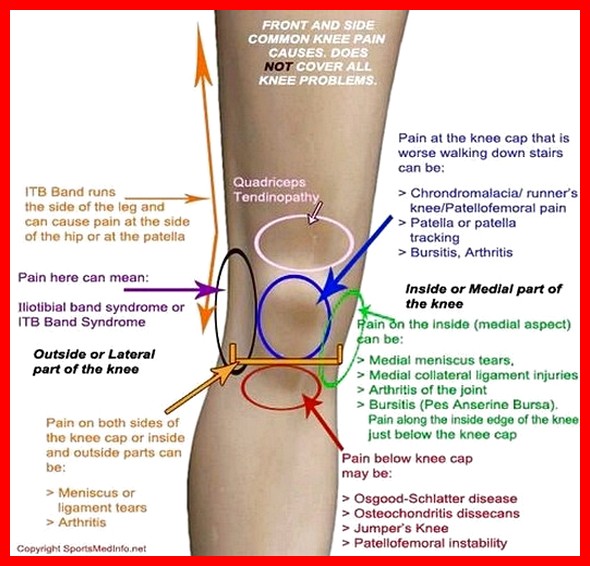 FRONT AND SIDE
COMMON KNEE PAIN
CAUSES. DOES
NOT COVER ALL
KNEE PROBLEMS.
Pain at the knee cap that is
worse walking down stairs
can be:
> Chrondromalacia/ runner's
knee/Patellofemoral pain
> Patella or patella
tracking
> Bursitis, Arthritis
Quadriceps
Tendinopathy
ITB Band runs
the side of the leg and
can cause pain at the side
of the hip or at the patella
Pain here can mean:
Iliotibial band syndrome or
ITB Band Syndrome
Outside or Lateral
part of the knee
Inside or Medial part of
the knee
Pain on the inside (medial aspect)
can be:
> Medial meniscus tears,
> Medial collateral ligament injuries
> Arthritis of the joint
> Bursitis (Pes Anserine Bursa).
Pain along the inside edge of the knee
just below the knee cap
Pain on both sides of
the knee cap or inside
and outside parts can
be:
> Meniscus or
ligament tears
> Arthritis
Pain below knee cap
may be:
> Osgood-Schlatter disease
> Osteochondritis dissecans
> Jumper's Knee
> Patellofemoral instability
Copyright SportsMedInfo.net